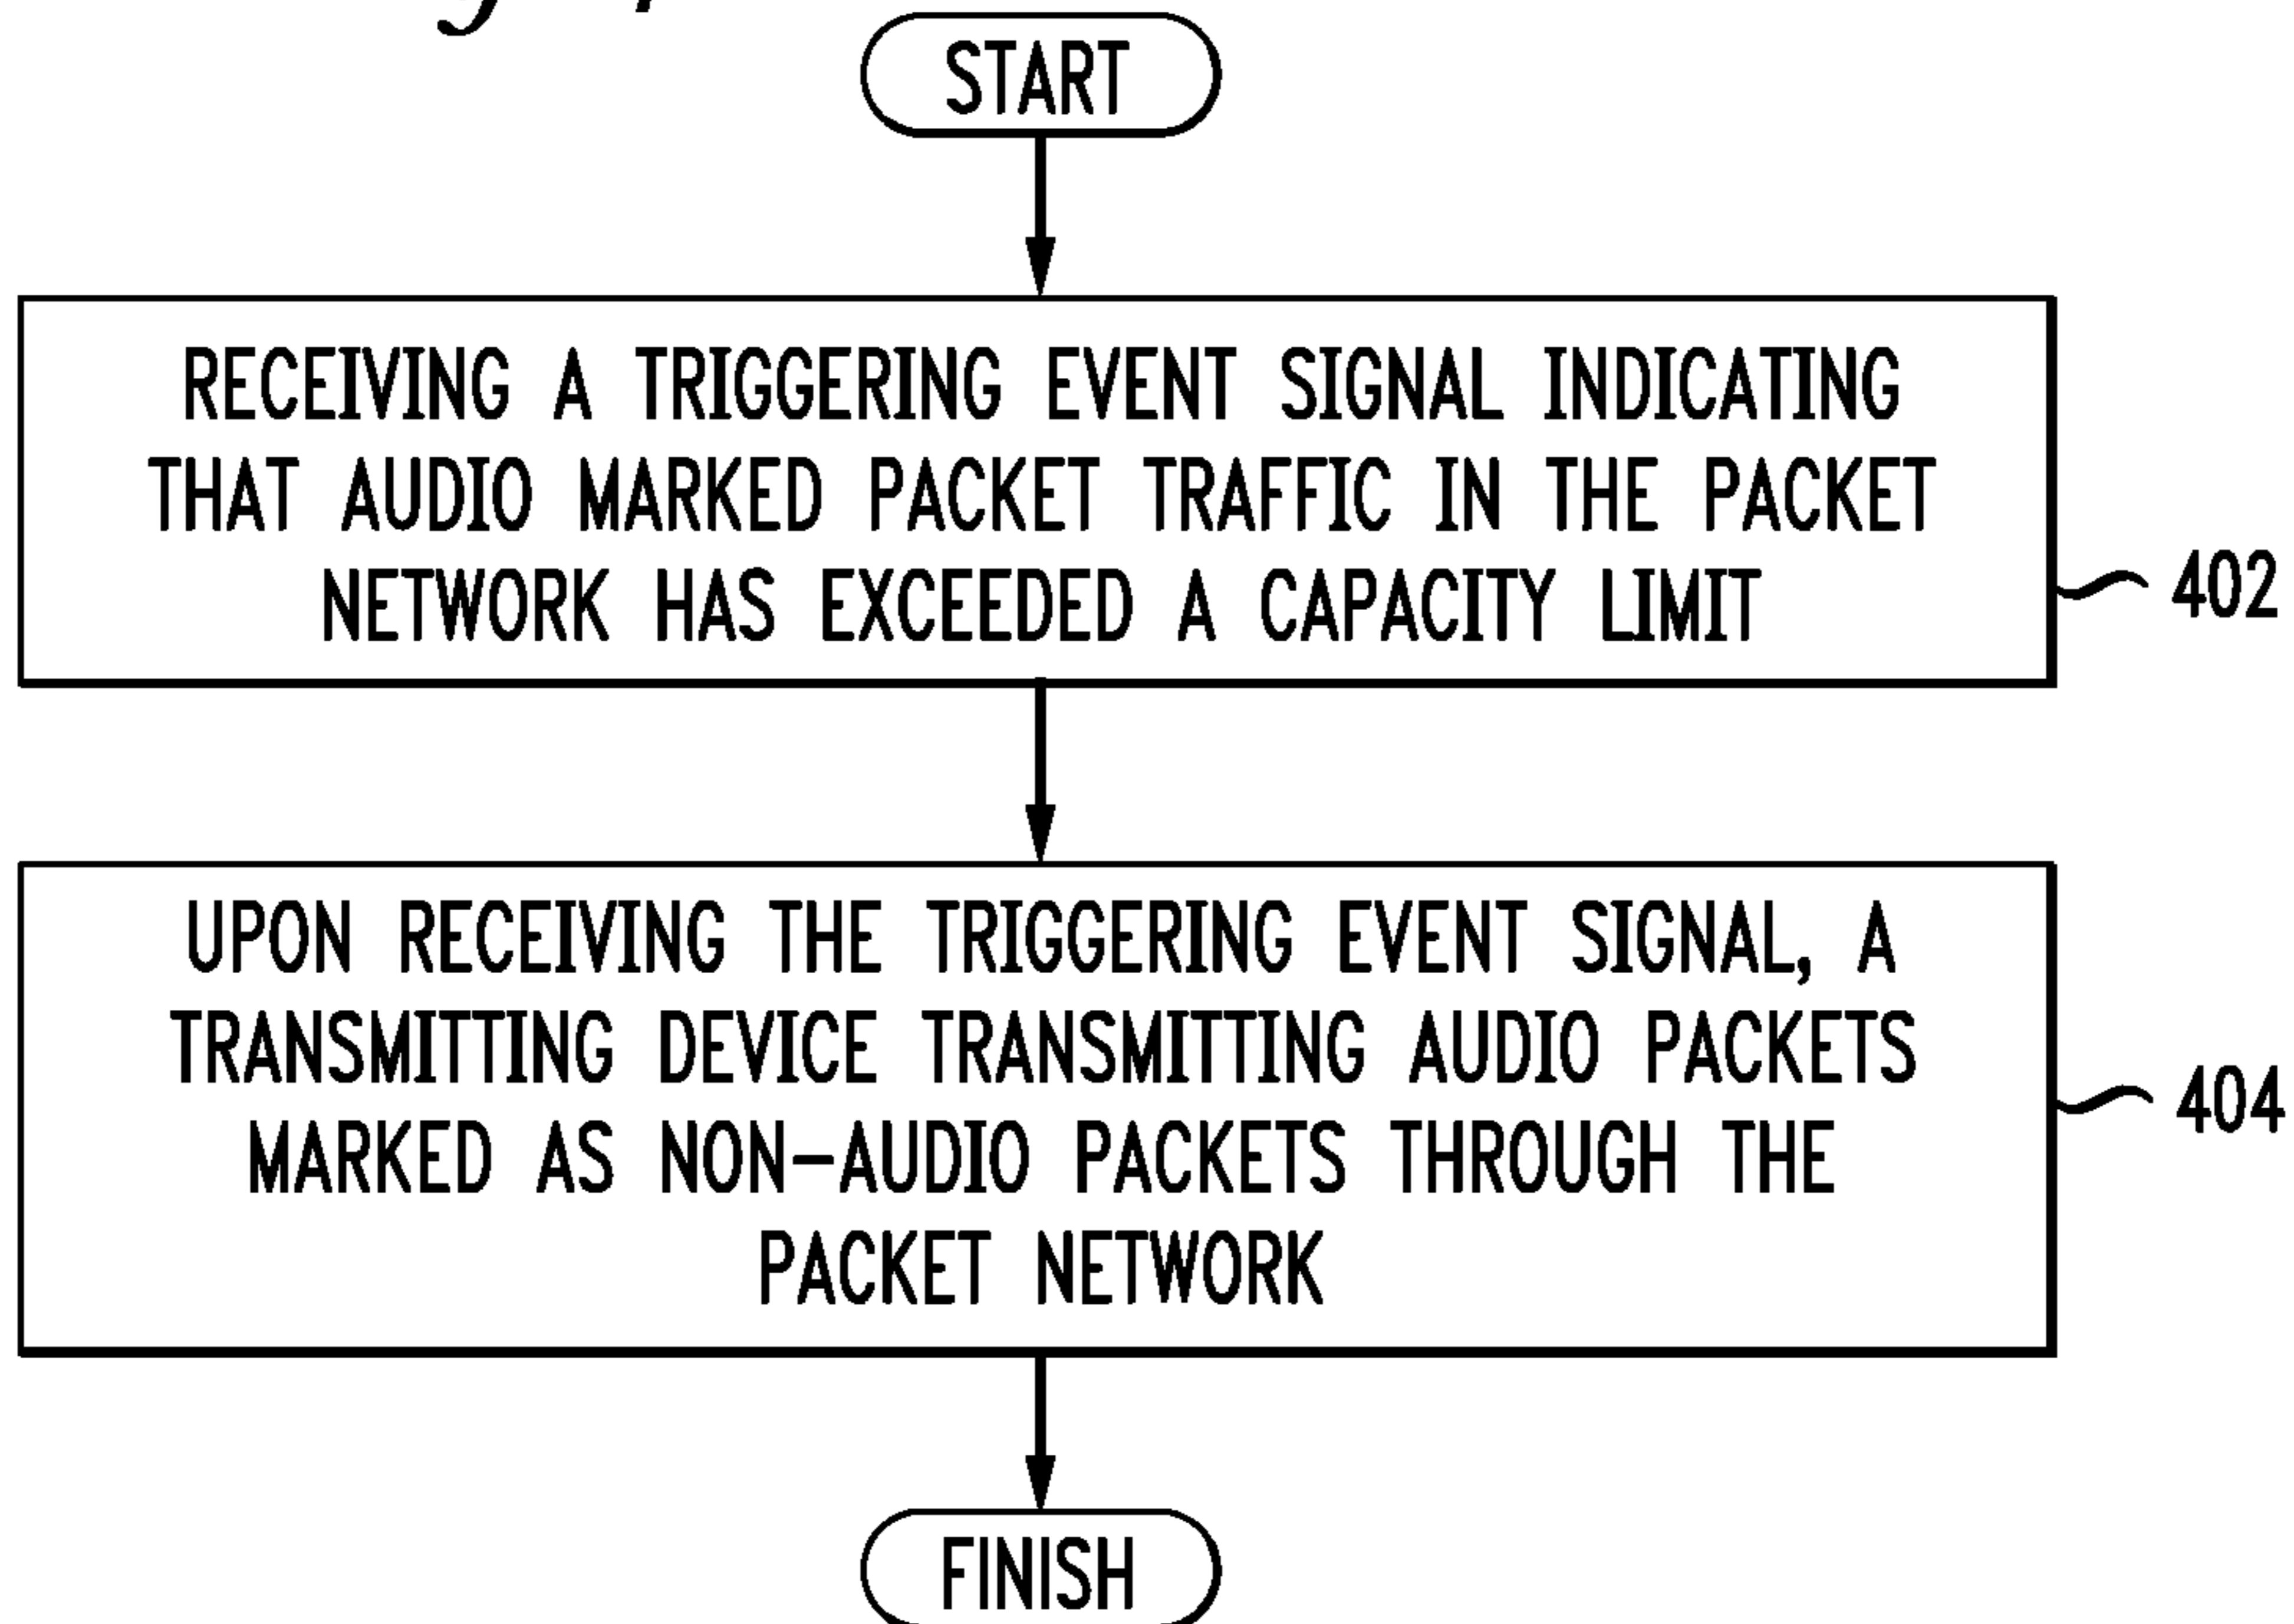 START
RECEIVING A TRIGGERING EVENT SIGNAL INDICATING
THAT AUDIO MARKED PACKET TRAFFIC IN THE PACKET
NETWORK HAS EXCEEDED A CAPACITY LIMIT
402
UPON RECEIVING THE TRIGGERING EVENT SIGNAL, A
TRANSMITTING DEVICE TRANSMITTING AUDIO PACKETS
MARKED AS NON-AUDIO PACKETS THROUGH THE
PACKET NETWORK
404
FINISH